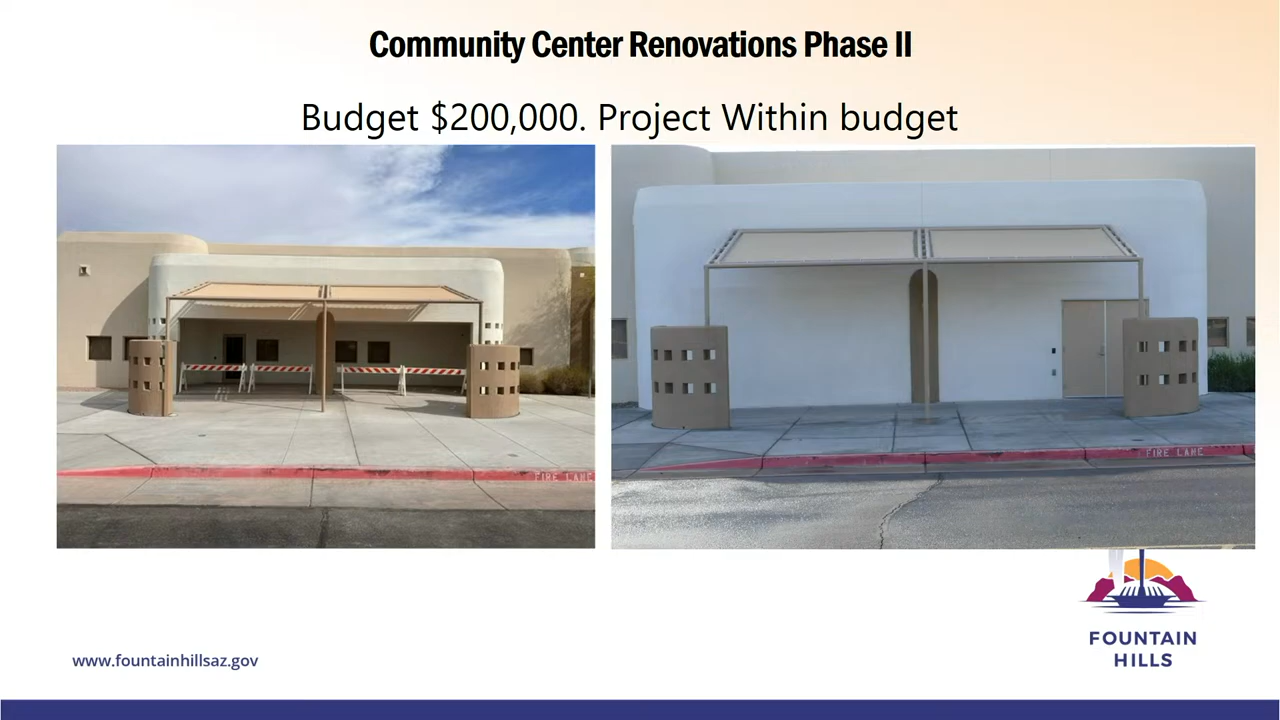 Community Center Renovations Phase II
Budget $200,000. Project Within budget
FIRE LANE
FIRE LANE
FOUNTAIN
HILLS
www.fountainhillsaz.gov